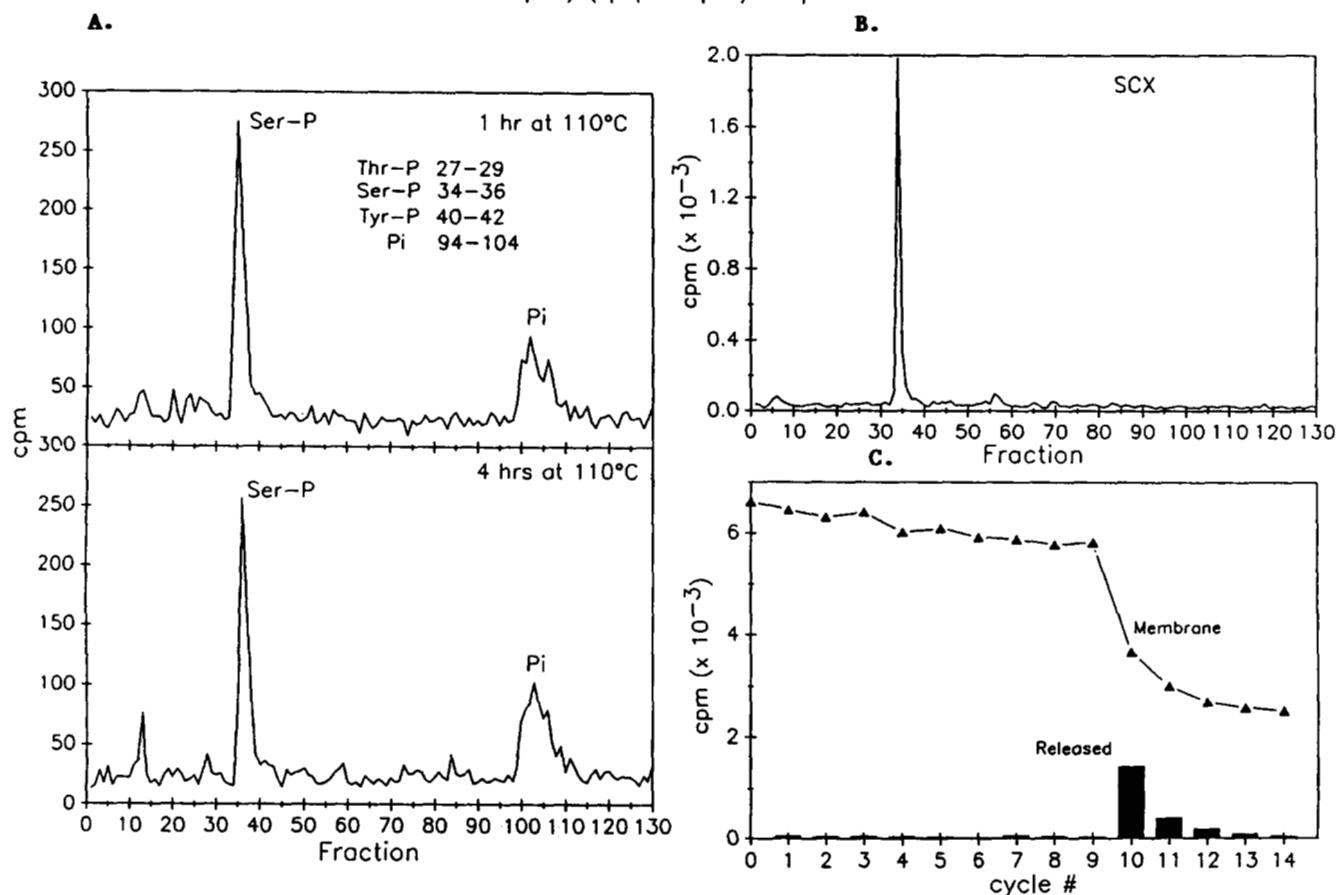 A.
300
250
200
150
100
50
300
250
200
150
100
50
0
cpm
Ser-P
1 hr at 110°C
Thr-P 27-29
Ser-P 34-36
Tyr-P 40-42
Pi 94-104
Pi
Ser-P
4 hrs at 110°C
Pi
0 10 20 30 40 50 60 70 80 90 100 110 120 130
Fraction
B.
2.0
1.6
1.2
0.8
0.4
0.0
cpm (x 10⁻³)
SCX
0 10 20 30 40 50 60 70 80 90 100 110 120 130
Fraction
C.
6
4
2
0
cpm (x 10⁻³)
Membrane
Released
0 1 2 3 4 5 6 7 8 9 10 11 12 13 14
cycle #